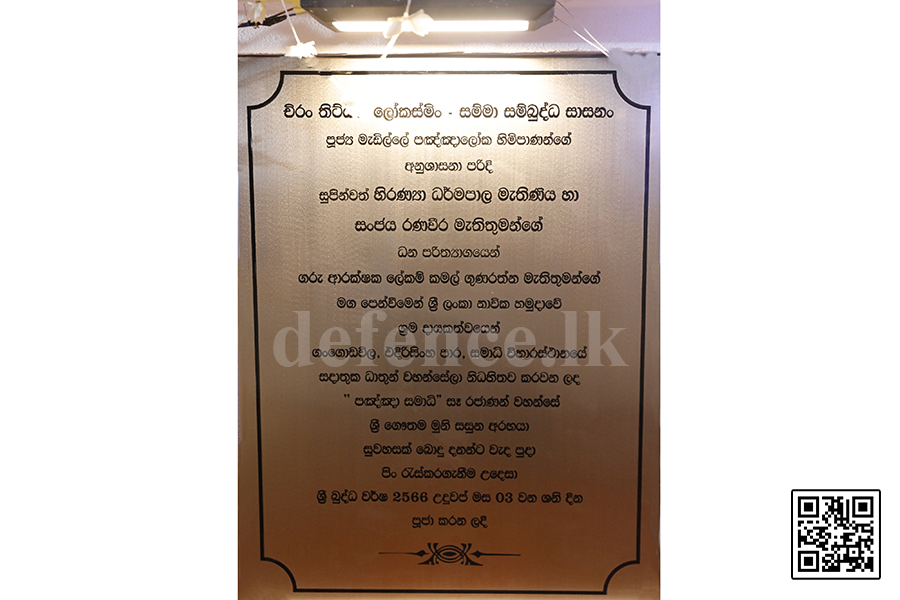 චිරං තිට්ඨ ලෝකස්මිං - සම්මා සම්බුද්ධ සාසනං
පූජ්‍ය මැඩිල්ලේ පඤ්ඤාලෝක හිමිපාණන්ගේ
අනුශාසනා පරිදි
සුපින්වත් හිරණ්‍යා ධර්මපාල මැතිණිය හා
සංජය රණවීර මැතිතුමන්ගේ
ධන පරිත්‍යාගයෙන්
ගරු ආරක්ෂක ලේකම් කමල් ගුණරත්න මැතිතුමන්ගේ
මග පෙන්වීමෙන් ශ්‍රී ලංකා නාවික හමුදාවේ
ශ්‍රම දායකත්වයෙන්
ගංගොඩවිල, විජේරිසිංහ පාර, සමාධි විහාරස්ථානයේ
සදාතුක ධාතුන් වහන්සේලා නිධනිතව කරවන ලද
" පඤ්ඤා සමාධි" සෑ රජාණන් වහන්සේ
ශ්‍රී ගෞතම මුනි සසුන අරභයා
සුවහසක් බොදු දනන්ට වැඳ පුදා
පිං රැස්කරගැනීම උදෙසා
ශ්‍රී බුද්ධ වර්ෂ 2566 උඳුවප් මස 03 වන ශනි දින
පූජා කරන ලදී
defence.lk